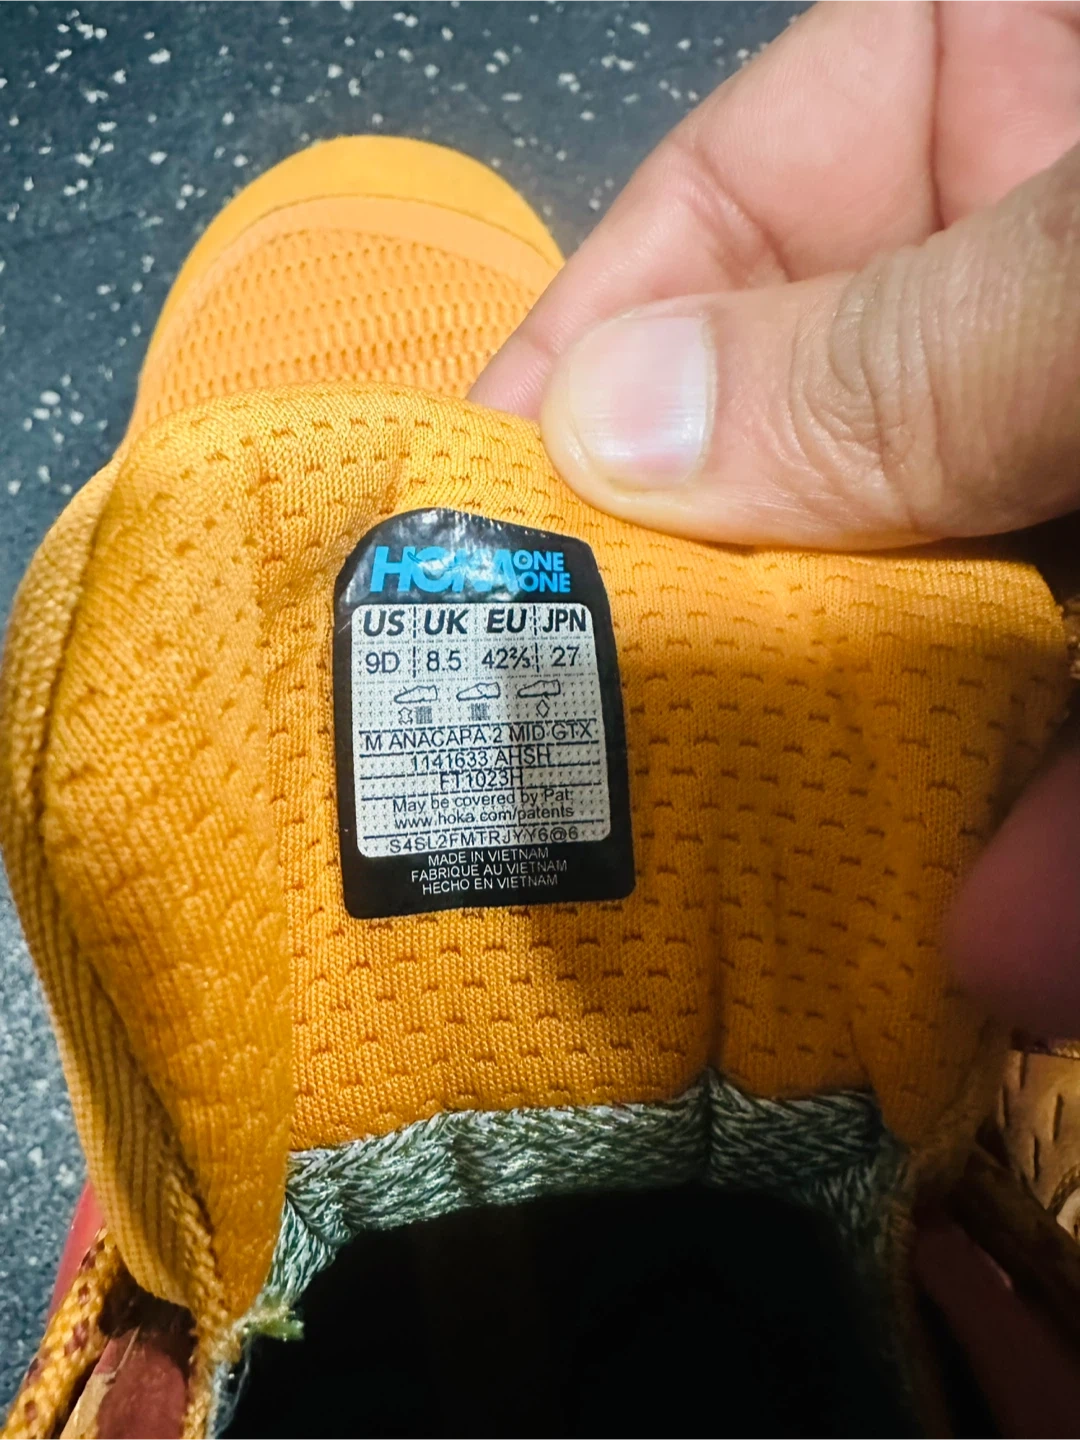 HOKA ONE ONE
US UK EU JPN
9D 8.5 42⅔ 27
M ANACAPA 2 MID GTX
1141633 AHSH
FT1023H
May be covered by Pat:
www.hoka.com/patents
S4SL2FMTRJYY6@6
MADE IN VIETNAM
FABRIQUE AU VIETNAM
HECHO EN VIETNAM